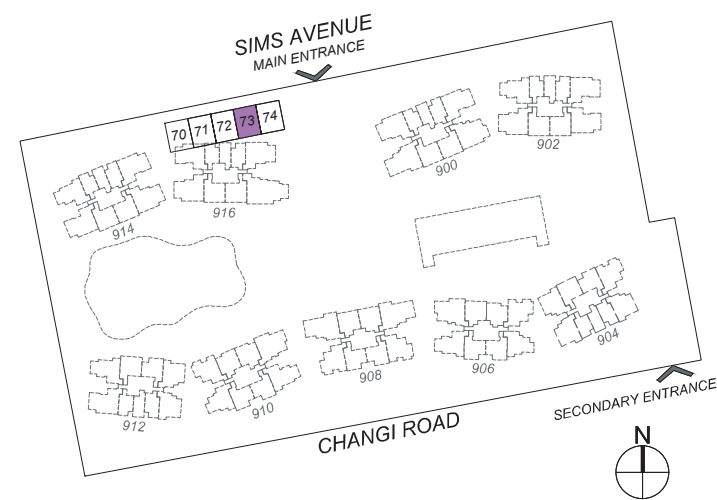 SIMS AVENUE
MAIN ENTRANCE
70 71 72 73 74
902
900
916
914
904
906
908
910
912
SECONDARY ENTRANCE
CHANGI ROAD
N